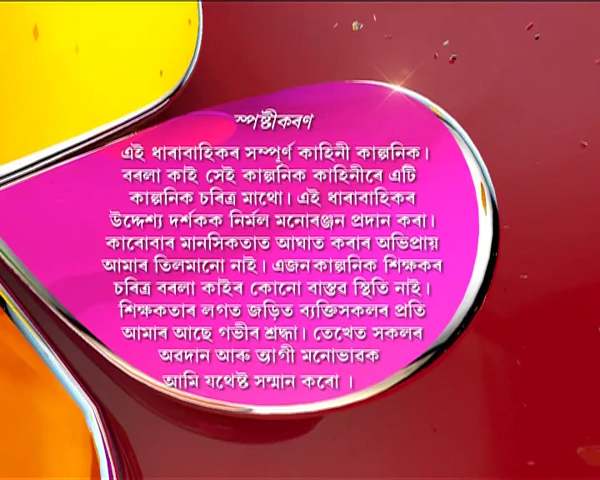 স্পষ্টীকৰণ
এই ধাৰাবাহিকৰ সম্পূৰ্ণ কাহিনী কাল্পনিক।
বৰলা কাই সেই কাল্পনিক কাহিনীৰে এটি
কাল্পনিক চৰিত্ৰ মাথো। এই ধাৰাবাহিকৰ
উদ্দেশ্য দৰ্শকক নিৰ্মল মনোৰঞ্জন প্ৰদান কৰা।
কাৰোবাৰ মানসিকতাত আঘাত কৰাৰ অভিপ্ৰায়
আমাৰ তিলমানো নাই। এজন কাল্পনিক শিক্ষকৰ
চৰিত্ৰ বৰলা কাইৰ কোনো বাস্তৱ স্থিতি নাই।
শিক্ষকতাৰ লগত জড়িত ব্যক্তিসকলৰ প্ৰতি
আমাৰ আছে গভীৰ শ্ৰদ্ধা। তেখেত সকলৰ
অৱদান আৰু ত্যাগী মনোভাৱক
আমি যথেষ্ট সন্মান কৰো ।